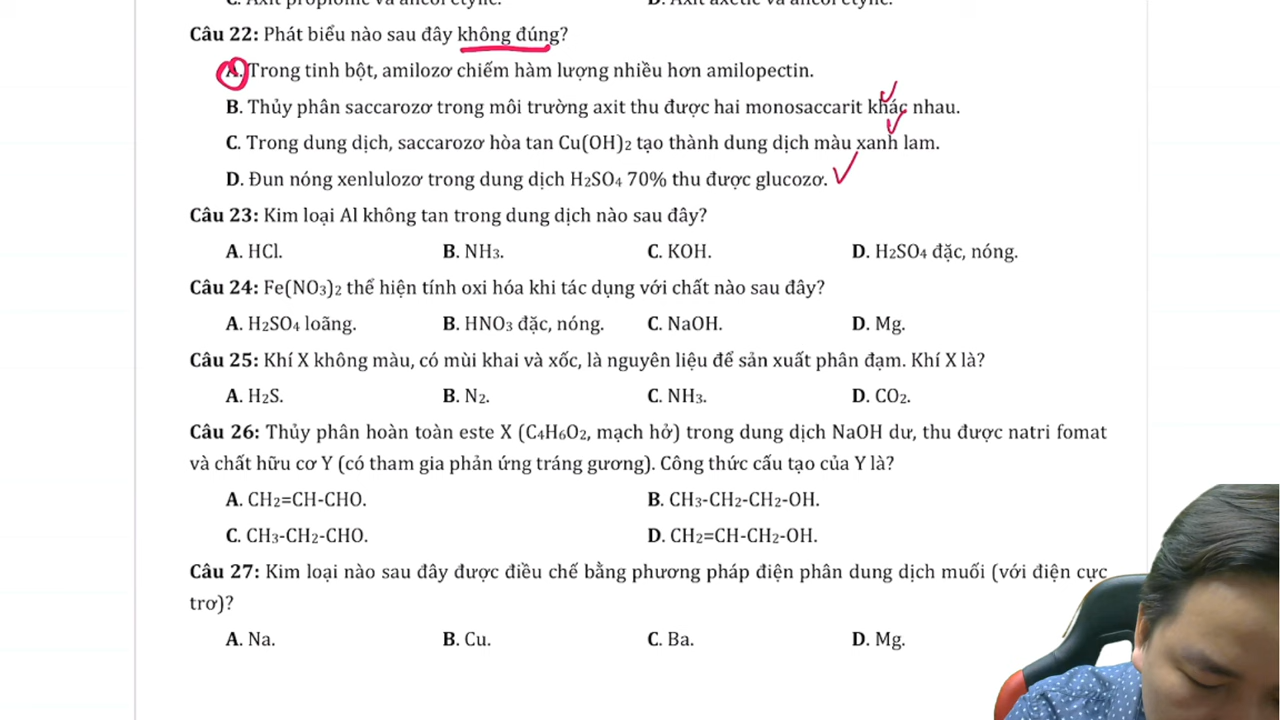 C. Axit propionic và ancol etylic. D. Axit axetic và ancol etylic.
Câu 22: Phát biểu nào sau đây không đúng?
A. Trong tinh bột, amilozơ chiếm hàm lượng nhiều hơn amilopectin.
B. Thủy phân saccarozơ trong môi trường axit thu được hai monosaccarit khác nhau.
C. Trong dung dịch, saccarozơ hòa tan Cu(OH)2 tạo thành dung dịch màu xanh lam.
D. Đun nóng xenlulozơ trong dung dịch H2SO4 70% thu được glucozơ.
Câu 23: Kim loại Al không tan trong dung dịch nào sau đây?
A. HCl. B. NH3. C. KOH. D. H2SO4 đặc, nóng.
Câu 24: Fe(NO3)2 thể hiện tính oxi hóa khi tác dụng với chất nào sau đây?
A. H2SO4 loãng. B. HNO3 đặc, nóng. C. NaOH. D. Mg.
Câu 25: Khí X không màu, có mùi khai và xốc, là nguyên liệu để sản xuất phân đạm. Khí X là?
A. H2S. B. N2. C. NH3. D. CO2.
Câu 26: Thủy phân hoàn toàn este X (C4H6O2, mạch hở) trong dung dịch NaOH dư, thu được natri fomat
và chất hữu cơ Y (có tham gia phản ứng tráng gương). Công thức cấu tạo của Y là?
A. CH2=CH-CHO. B. CH3-CH2-CH2-OH.
C. CH3-CH2-CHO. D. CH2=CH-CH2-OH.
Câu 27: Kim loại nào sau đây được điều chế bằng phương pháp điện phân dung dịch muối (với điện cực
trơ)?
A. Na. B. Cu. C. Ba. D. Mg.